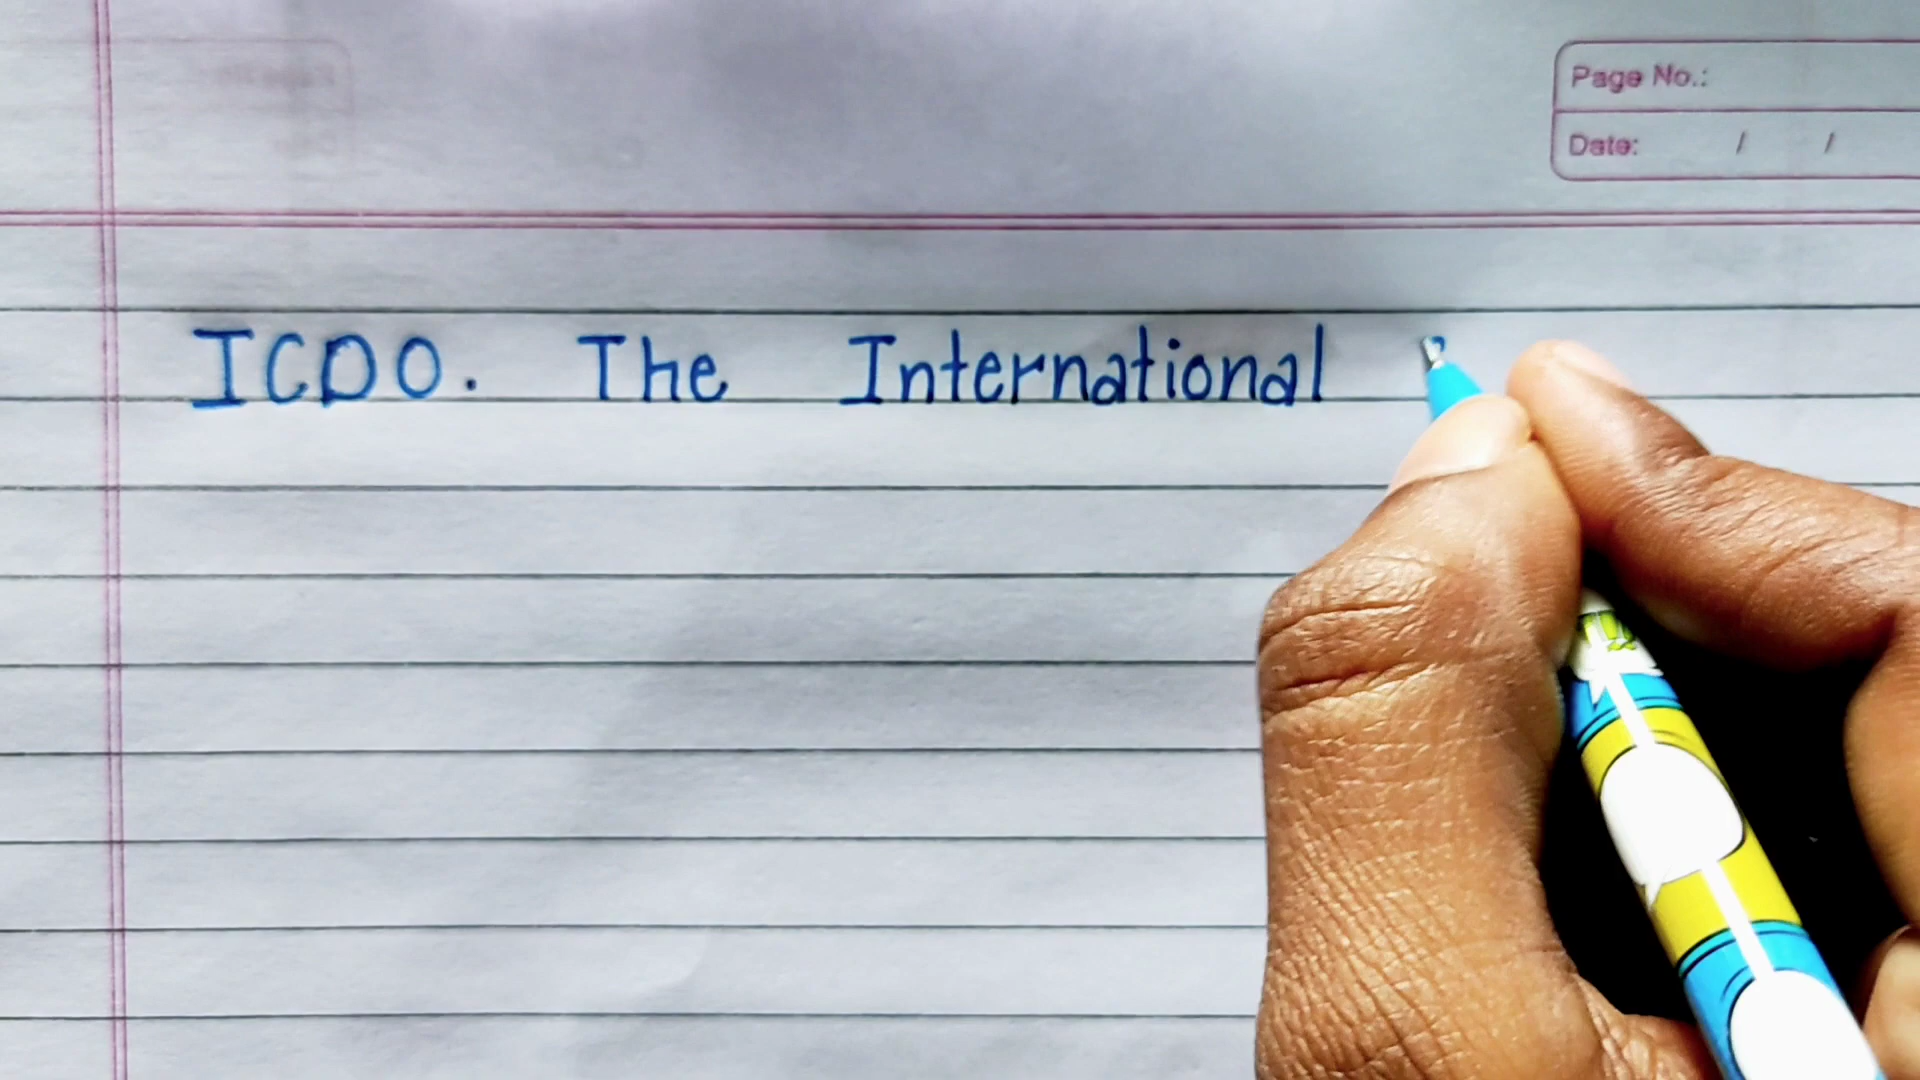 Page No.:
Date: / /
ICDO. The International